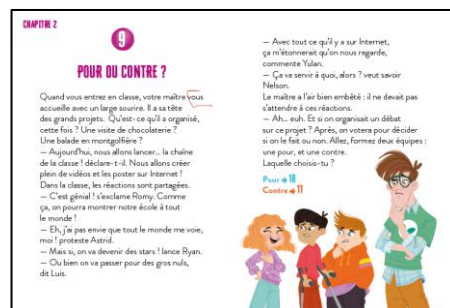 CHAPITRE 2
9
POUR OU CONTRE ?
Quand vous entrez en classe, votre maître vous
accueille avec un large sourire. Il a sa tête
des grands projets. Qu'est-ce qu'il a organisé,
cette fois ? Une visite de chocolaterie ?
Une balade en montgolfière ?
— Aujourd'hui, nous allons lancer... la chaîne
de la classe ! déclare-t-il. Nous allons créer
plein de vidéos et les poster sur Internet !
Dans la classe, les réactions sont partagées.
— C'est génial ! s'exclame Romy. Comme
ça, on pourra montrer notre école à tout
le monde !
— Eh, j'ai pas envie que tout le monde me voie,
moi ! proteste Astrid.
— Mais si, on va devenir des stars ! lance Ryan.
— Ou bien on va passer pour des gros nuls,
dit Luis.
— Avec tout ce qu'il y a sur Internet,
ça m'étonnerait qu'on nous regarde,
commente Yulan.
— Ça va servir à quoi, alors ? veut savoir
Nelson.
Le maître a l'air bien embêté : il ne devait pas
s'attendre à ces réactions.
— Ah... euh. Et si on organisait un débat
sur ce projet ? Après, on votera pour décider
si on le fait ou non. Allez, formez deux équipes :
une pour, et une contre.
Laquelle choisis-tu ?
Pour → 10
Contre → 11